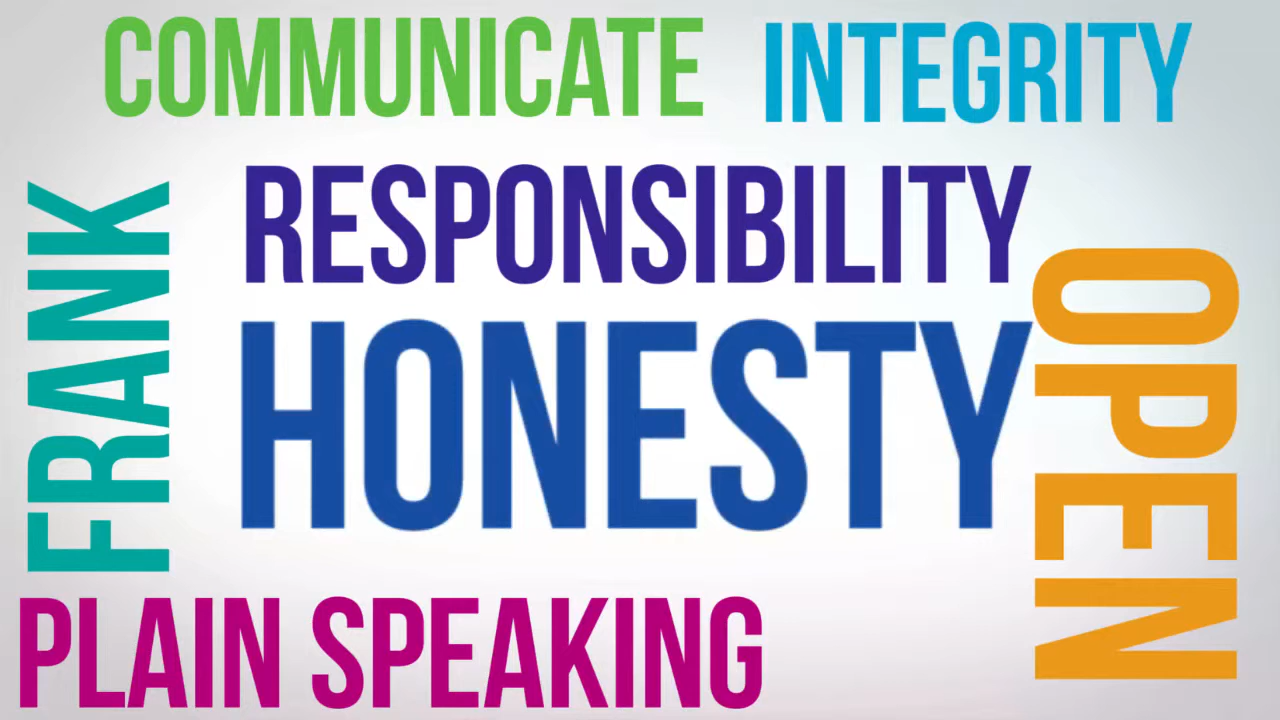 COMMUNICATE
INTEGRITY
FRANK
RESPONSIBILITY
HONESTY
OPEN
PLAIN SPEAKING